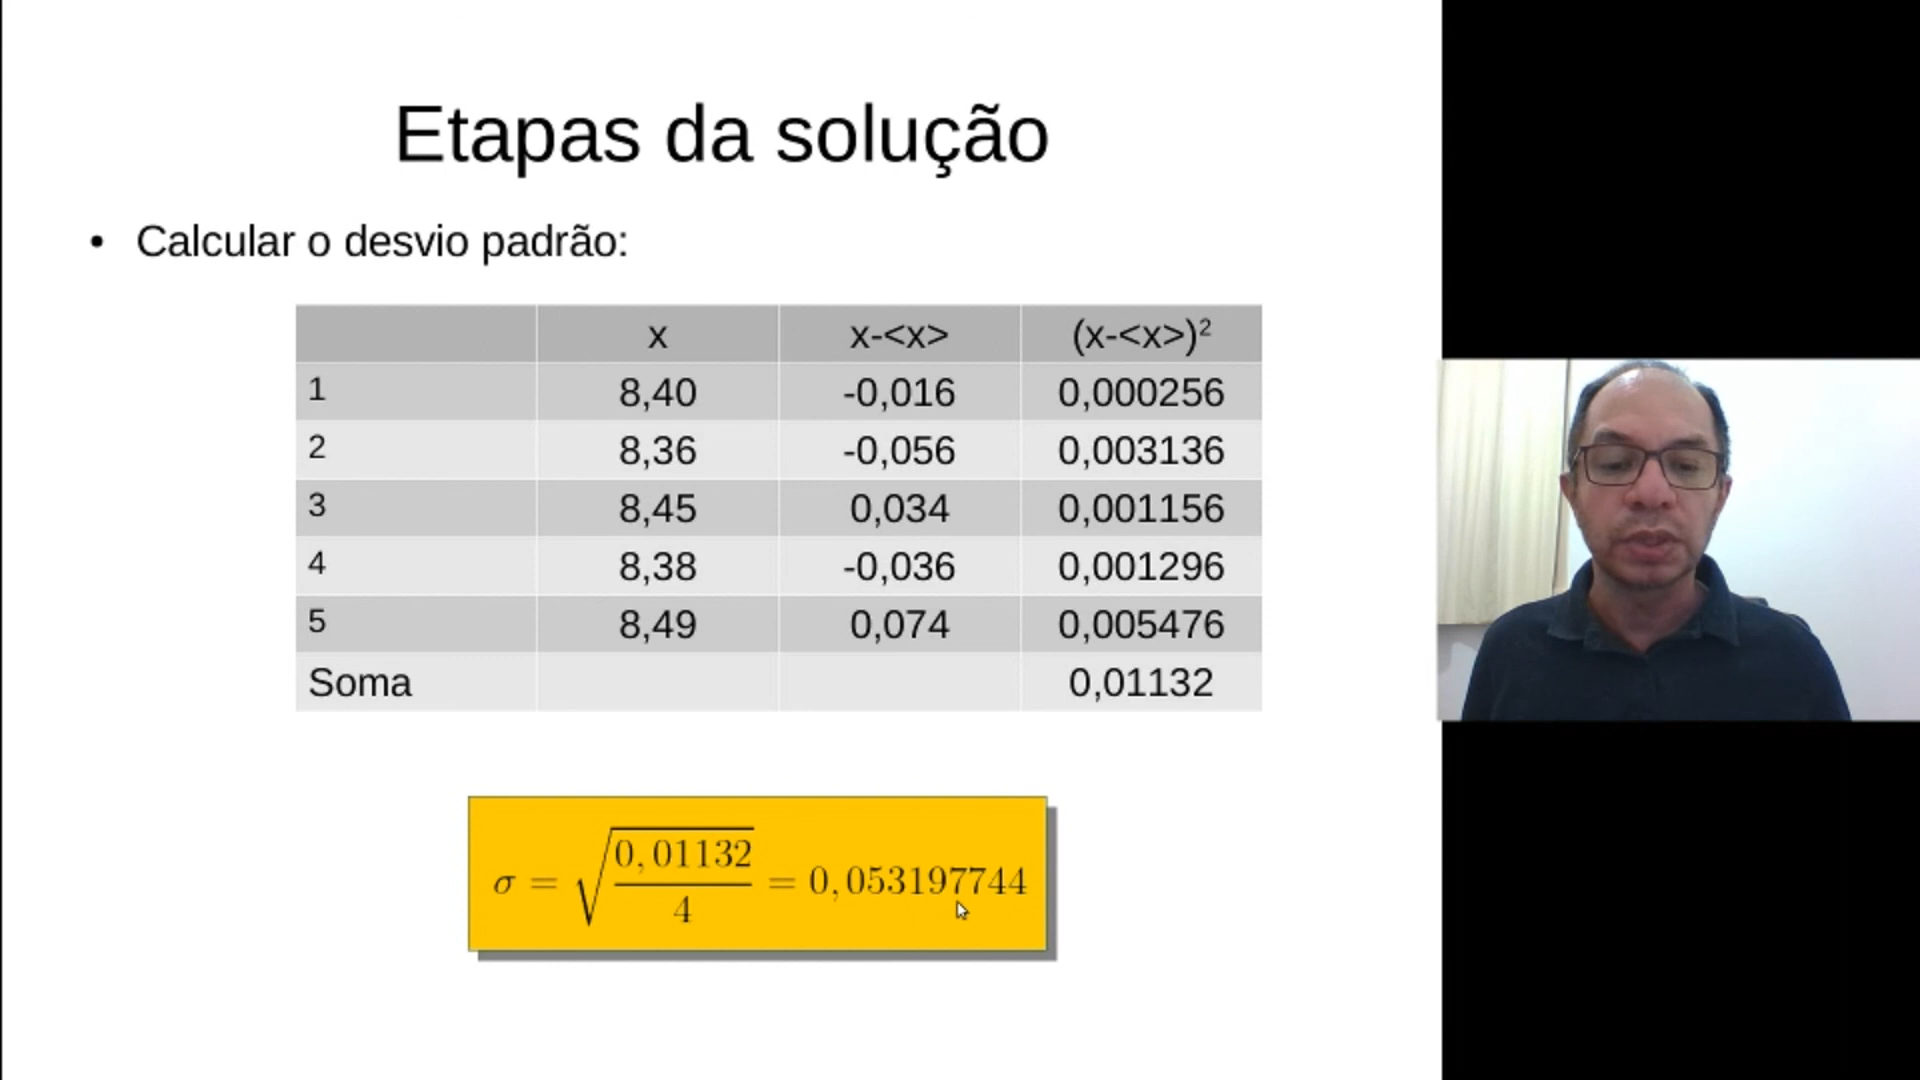 Etapas da solução
• Calcular o desvio padrão:
x x-<x> (x-<x>)²
1 8,40 -0,016 0,000256
2 8,36 -0,056 0,003136
3 8,45 0,034 0,001156
4 8,38 -0,036 0,001296
5 8,49 0,074 0,005476
Soma 0,01132
σ = √(0,01132/4) = 0,053197744